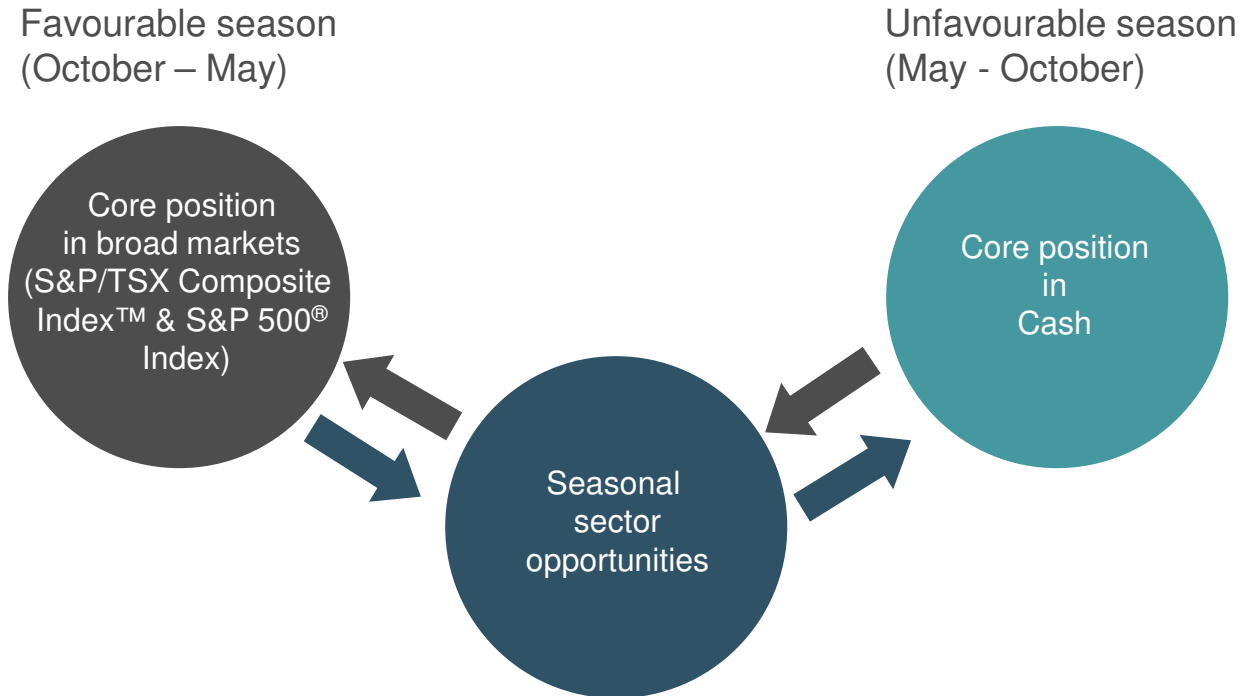 Favourable season
(October – May)
Unfavourable season
(May - October)
Core position
in broad markets
(S&P/TSX Composite
Index™ & S&P 500®
Index)
Core position
in
Cash
Seasonal
sector
opportunities